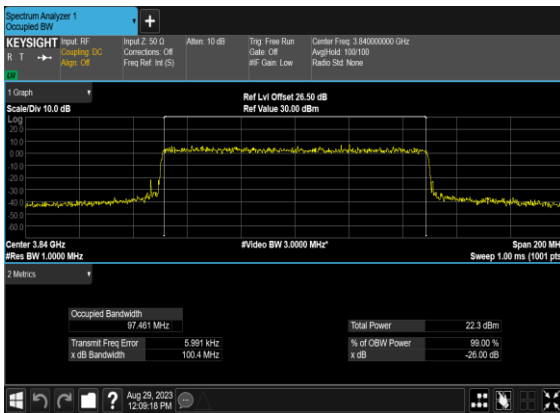 Spectrum Analyzer 1
Occupied BW
+
KEYSIGHT
R T
LV
Input: RF
Coupling: DC
Align: Off
Input Z: 50 Ω
Corrections: Off
Freq Ref: Int (S)
Atten: 10 dB
Trig: Free Run
Gate: Off
#IF Gain: Low
Center Freq: 3.840000000 GHz
Avg|Hold: 100/100
Radio Std: None
1 Graph
Scale/Div 10.0 dB
Ref Lvl Offset 26.50 dB
Ref Value 30.00 dBm
Log
20.0
10.0
0.00
-10.0
-20.0
-30.0
-40.0
-50.0
-60.0
Center 3.84 GHz
#Res BW 1.0000 MHz
#Video BW 3.0000 MHz*
Span 200 MH
Sweep 1.00 ms (1001 pts
2 Metrics
Occupied Bandwidth
97.461 MHz
Transmit Freq Error 5.991 kHz
x dB Bandwidth 100.4 MHz
Total Power 22.3 dBm
% of OBW Power 99.00 %
x dB -26.00 dB
?
Aug 29, 2023
12:09:18 PM